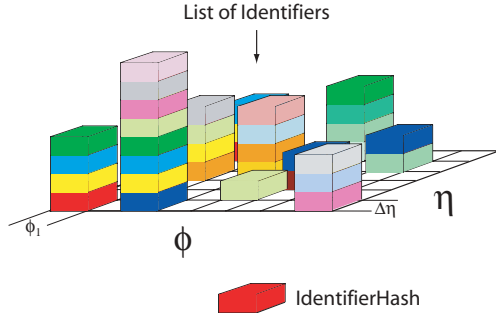 List of Identifiers
ϕ₁
Δη
ϕ
η
IdentifierHash